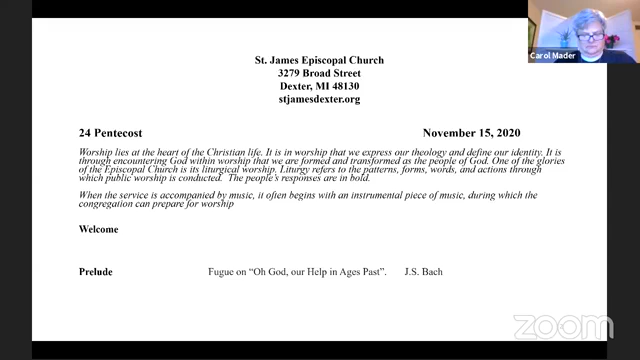 Carol Mader
St. James Episcopal Church
3279 Broad Street
Dexter, MI 48130
stjamesdexter.org
24 Pentecost November 15, 2020
Worship lies at the heart of the Christian life. It is in worship that we express our theology and define our identity. It is
through encountering God within worship that we are formed and transformed as the people of God. One of the glories
of the Episcopal Church is its liturgical worship. Liturgy refers to the patterns, forms, words, and actions through
which public worship is conducted. The people's responses are in bold.
When the service is accompanied by music, it often begins with an instrumental piece of music, during which the
congregation can prepare for worship
Welcome
Prelude Fugue on “Oh God, our Help in Ages Past”. J.S. Bach
zoom